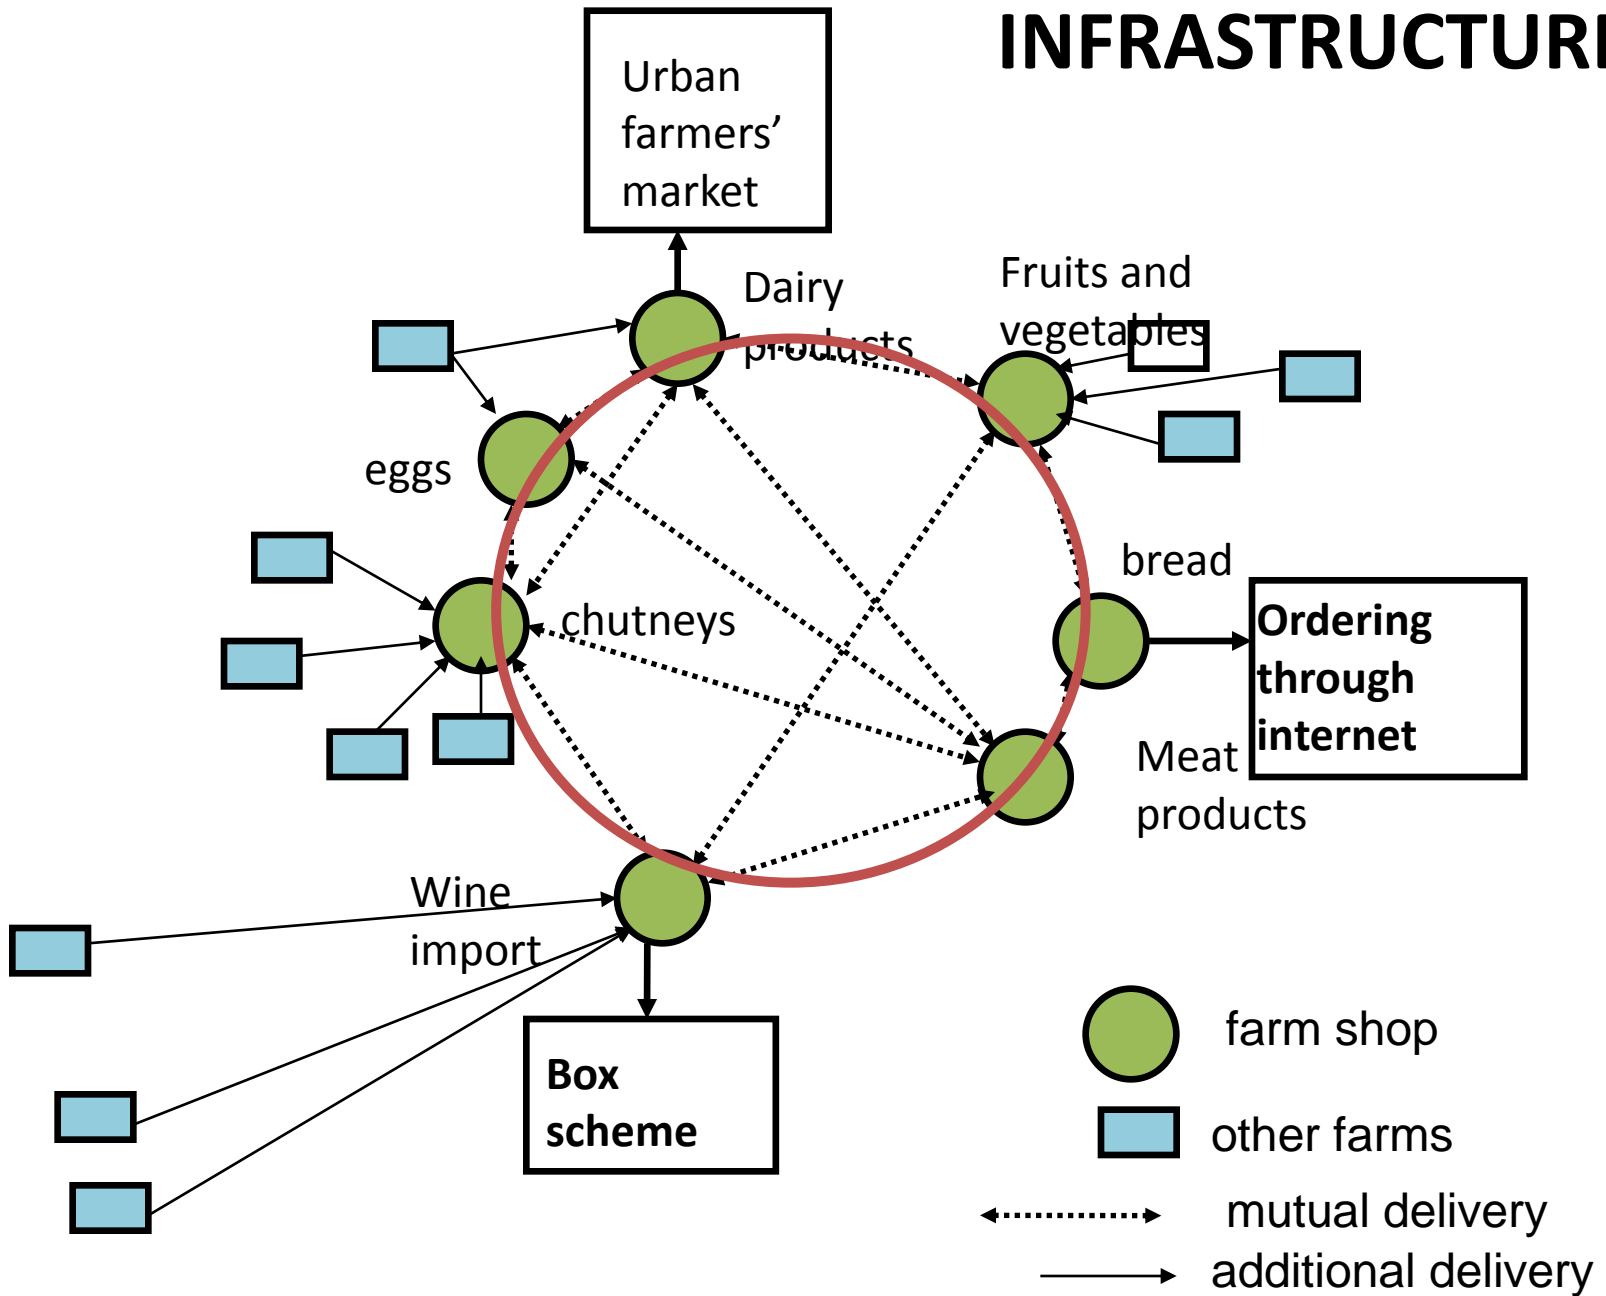 INFRASTRUCTURE
Urban
farmers’
market
Dairy
products
Fruits and
vegetables
eggs
bread
chutneys
Ordering
through
internet
Meat
products
Wine
import
Box
scheme
farm shop
other farms
mutual delivery
additional delivery